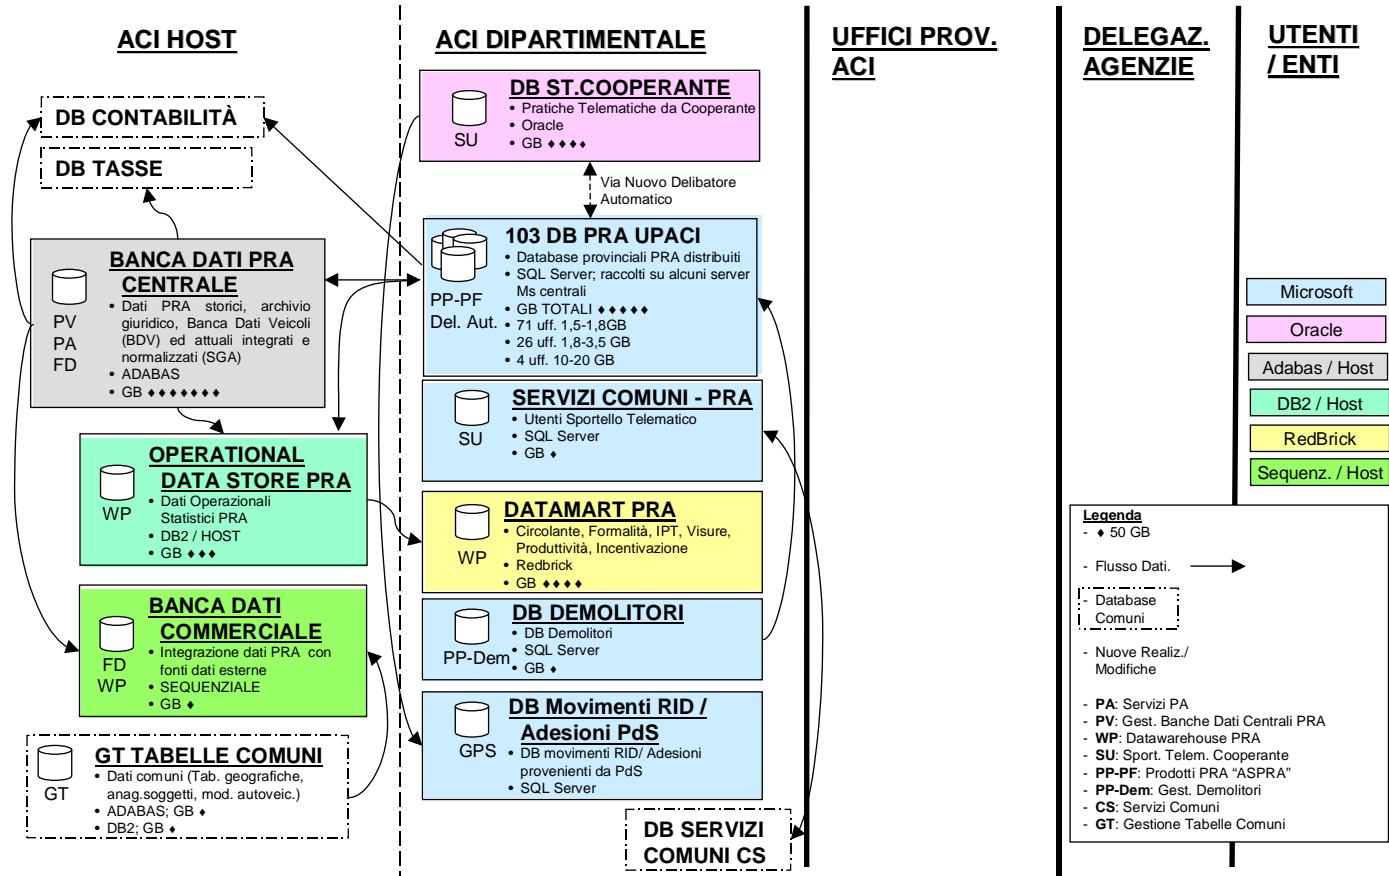 ACI HOST
DB CONTABILITÀ
DB TASSE
BANCA DATI PRA
CENTRALE
• Dati PRA storici, archivio
giuridico, Banca Dati Veicoli
(BDV) ed attuali integrati e
normalizzati (SGA)
• ADABAS
• GB ♦♦♦♦♦♦♦
PV
PA
FD
OPERATIONAL
DATA STORE PRA
• Dati Operazionali
Statistici PRA
• DB2 / HOST
• GB ♦♦♦
WP
BANCA DATI
COMMERCIALE
• Integrazione dati PRA con
fonti dati esterne
• SEQUENZIALE
• GB ♦
FD
WP
GT TABELLE COMUNI
• Dati comuni (Tab. geografiche,
anag.soggetti, mod. autoveic.)
• ADABAS; GB ♦
• DB2; GB ♦
GT
ACI DIPARTIMENTALE
DB ST.COOPERANTE
• Pratiche Telematiche da Cooperante
• Oracle
• GB ♦♦♦♦
SU
Via Nuovo Delibatore
Automatico
103 DB PRA UPACI
• Database provinciali PRA distribuiti
• SQL Server; raccolti su alcuni server
Ms centrali
• GB TOTALI ♦♦♦♦♦
• 71 uff. 1,5-1,8GB
• 26 uff. 1,8-3,5 GB
• 4 uff. 10-20 GB
PP-PF
Del. Aut.
SERVIZI COMUNI - PRA
• Utenti Sportello Telematico
• SQL Server
• GB ♦
SU
DATAMART PRA
• Circolante, Formalità, IPT, Visure,
Produttività, Incentivazione
• Redbrick
• GB ♦♦♦♦
WP
DB DEMOLITORI
• DB Demolitori
• SQL Server
• GB ♦
PP-Dem
DB Movimenti RID /
Adesioni PdS
• DB movimenti RID/ Adesioni
provenienti da PdS
• SQL Server
GPS
DB SERVIZI
COMUNI CS
UFFICI PROV.
ACI
DELEGAZ.
AGENZIE
UTENTI
/ ENTI
Microsoft
Oracle
Adabas / Host
DB2 / Host
RedBrick
Sequenz. / Host
Legenda
- ♦ 50 GB
- Flusso Dati.
- Database
Comuni
- Nuove Realiz./
Modifiche
- PA: Servizi PA
- PV: Gest. Banche Dati Centrali PRA
- WP: Datawarehouse PRA
- SU: Sport. Telem. Cooperante
- PP-PF: Prodotti PRA “ASPRA”
- PP-Dem: Gest. Demolitori
- CS: Servizi Comuni
- GT: Gestione Tabelle Comuni